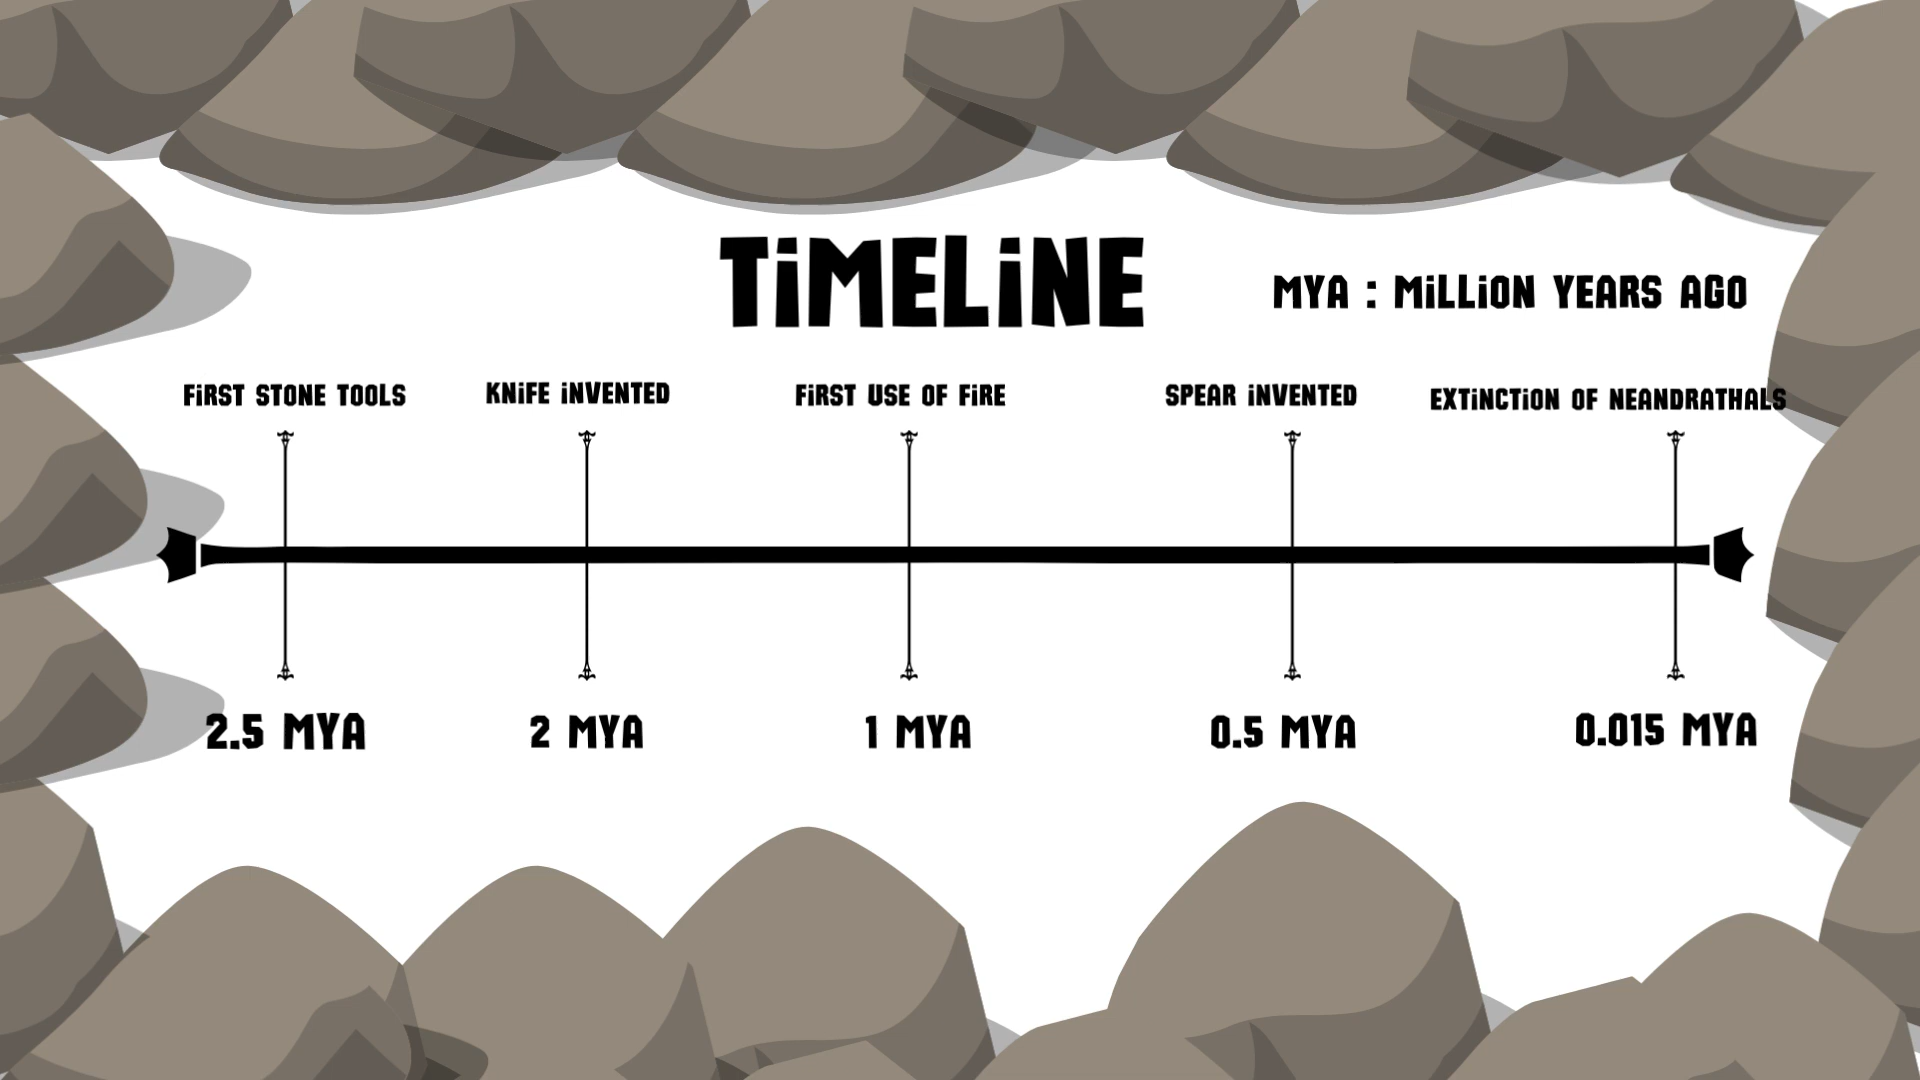 TiMELiNE
MYA : MiLLiON YEARS AGO
FiRST STONE TOOLS
KNiFE iNVENTED
FiRST USE OF FiRE
SPEAR iNVENTED
EXTiNCTiON OF NEANDRATHALS
2.5 MYA
2 MYA
1 MYA
0.5 MYA
0.015 MYA